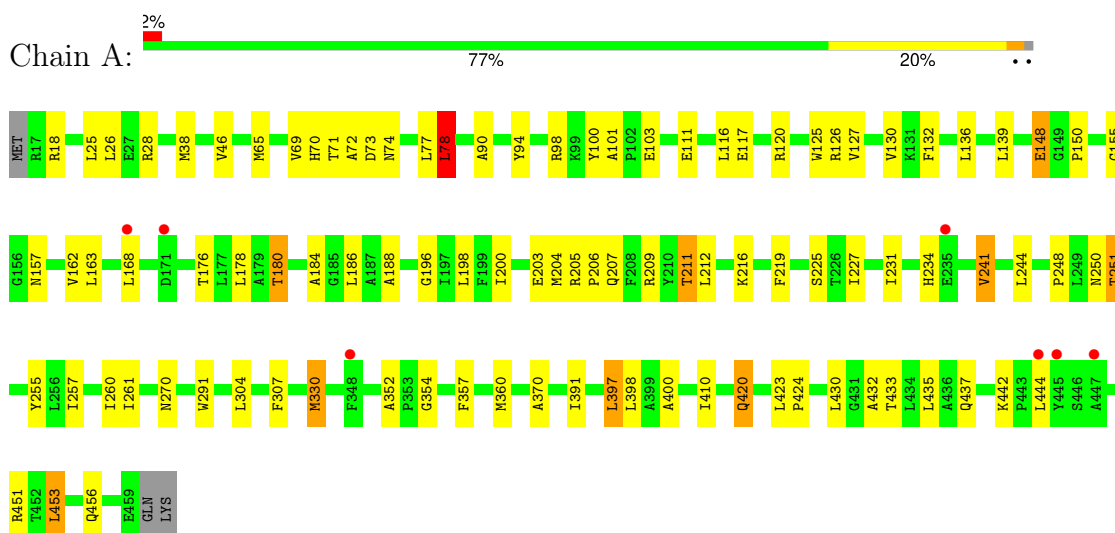 2%
Chain A:
77% 20% ••
MET R17 R18 L25 L26 E27 R28 M38 V46 M65 V69 H70 T71 A72 D73 N74 L77 L78 A90 Y94 R98 K99 Y100 A101 P102 E103 E111 L116 E117 R120 W125 R126 V127 V130 K131 F132 L136 L139 E148 G149 P150 G155
G156 N157 V162 L163 L168 D171 T176 L177 L178 A179 T180 A184 G185 L186 A187 A188 G196 I197 L198 F199 I200 E203 M204 R205 P206 Q207 F208 R209 Y210 T211 L212 K216 F219 S225 T226 I227 I231 H234 E235 V241 L244 P248 L249 N250 T251
Y255 L256 I257 I260 I261 N270 W291 L304 F307 M330 F348 A352 P353 G354 F357 M360 A370 I391 L397 L398 A399 A400 I410 Q420 L423 P424 L430 G431 A432 T433 L434 L435 A436 Q437 K442 P443 L444 Y445 S446 A447
R451 T452 L453 Q456 E459 GLN LYS